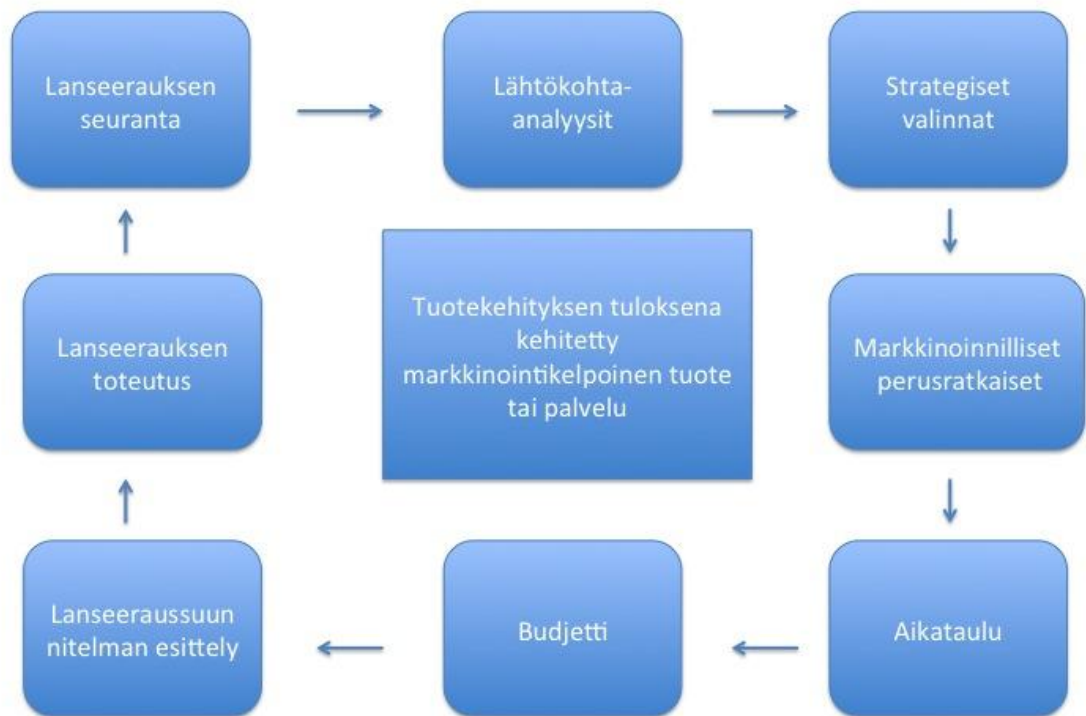 Lanseerauksen
seuranta
Lähtökohta-
analyysit
Strategiset
valinnat
Tuotekehityksen tuloksena
kehitetty
markkinointikelpoinen tuote
tai palvelu
Lanseerauksen
toteutus
Markkinoinnilliset
perusratkaiset
Lanseeraussuun
nitelman esittely
Budjetti
Aikataulu